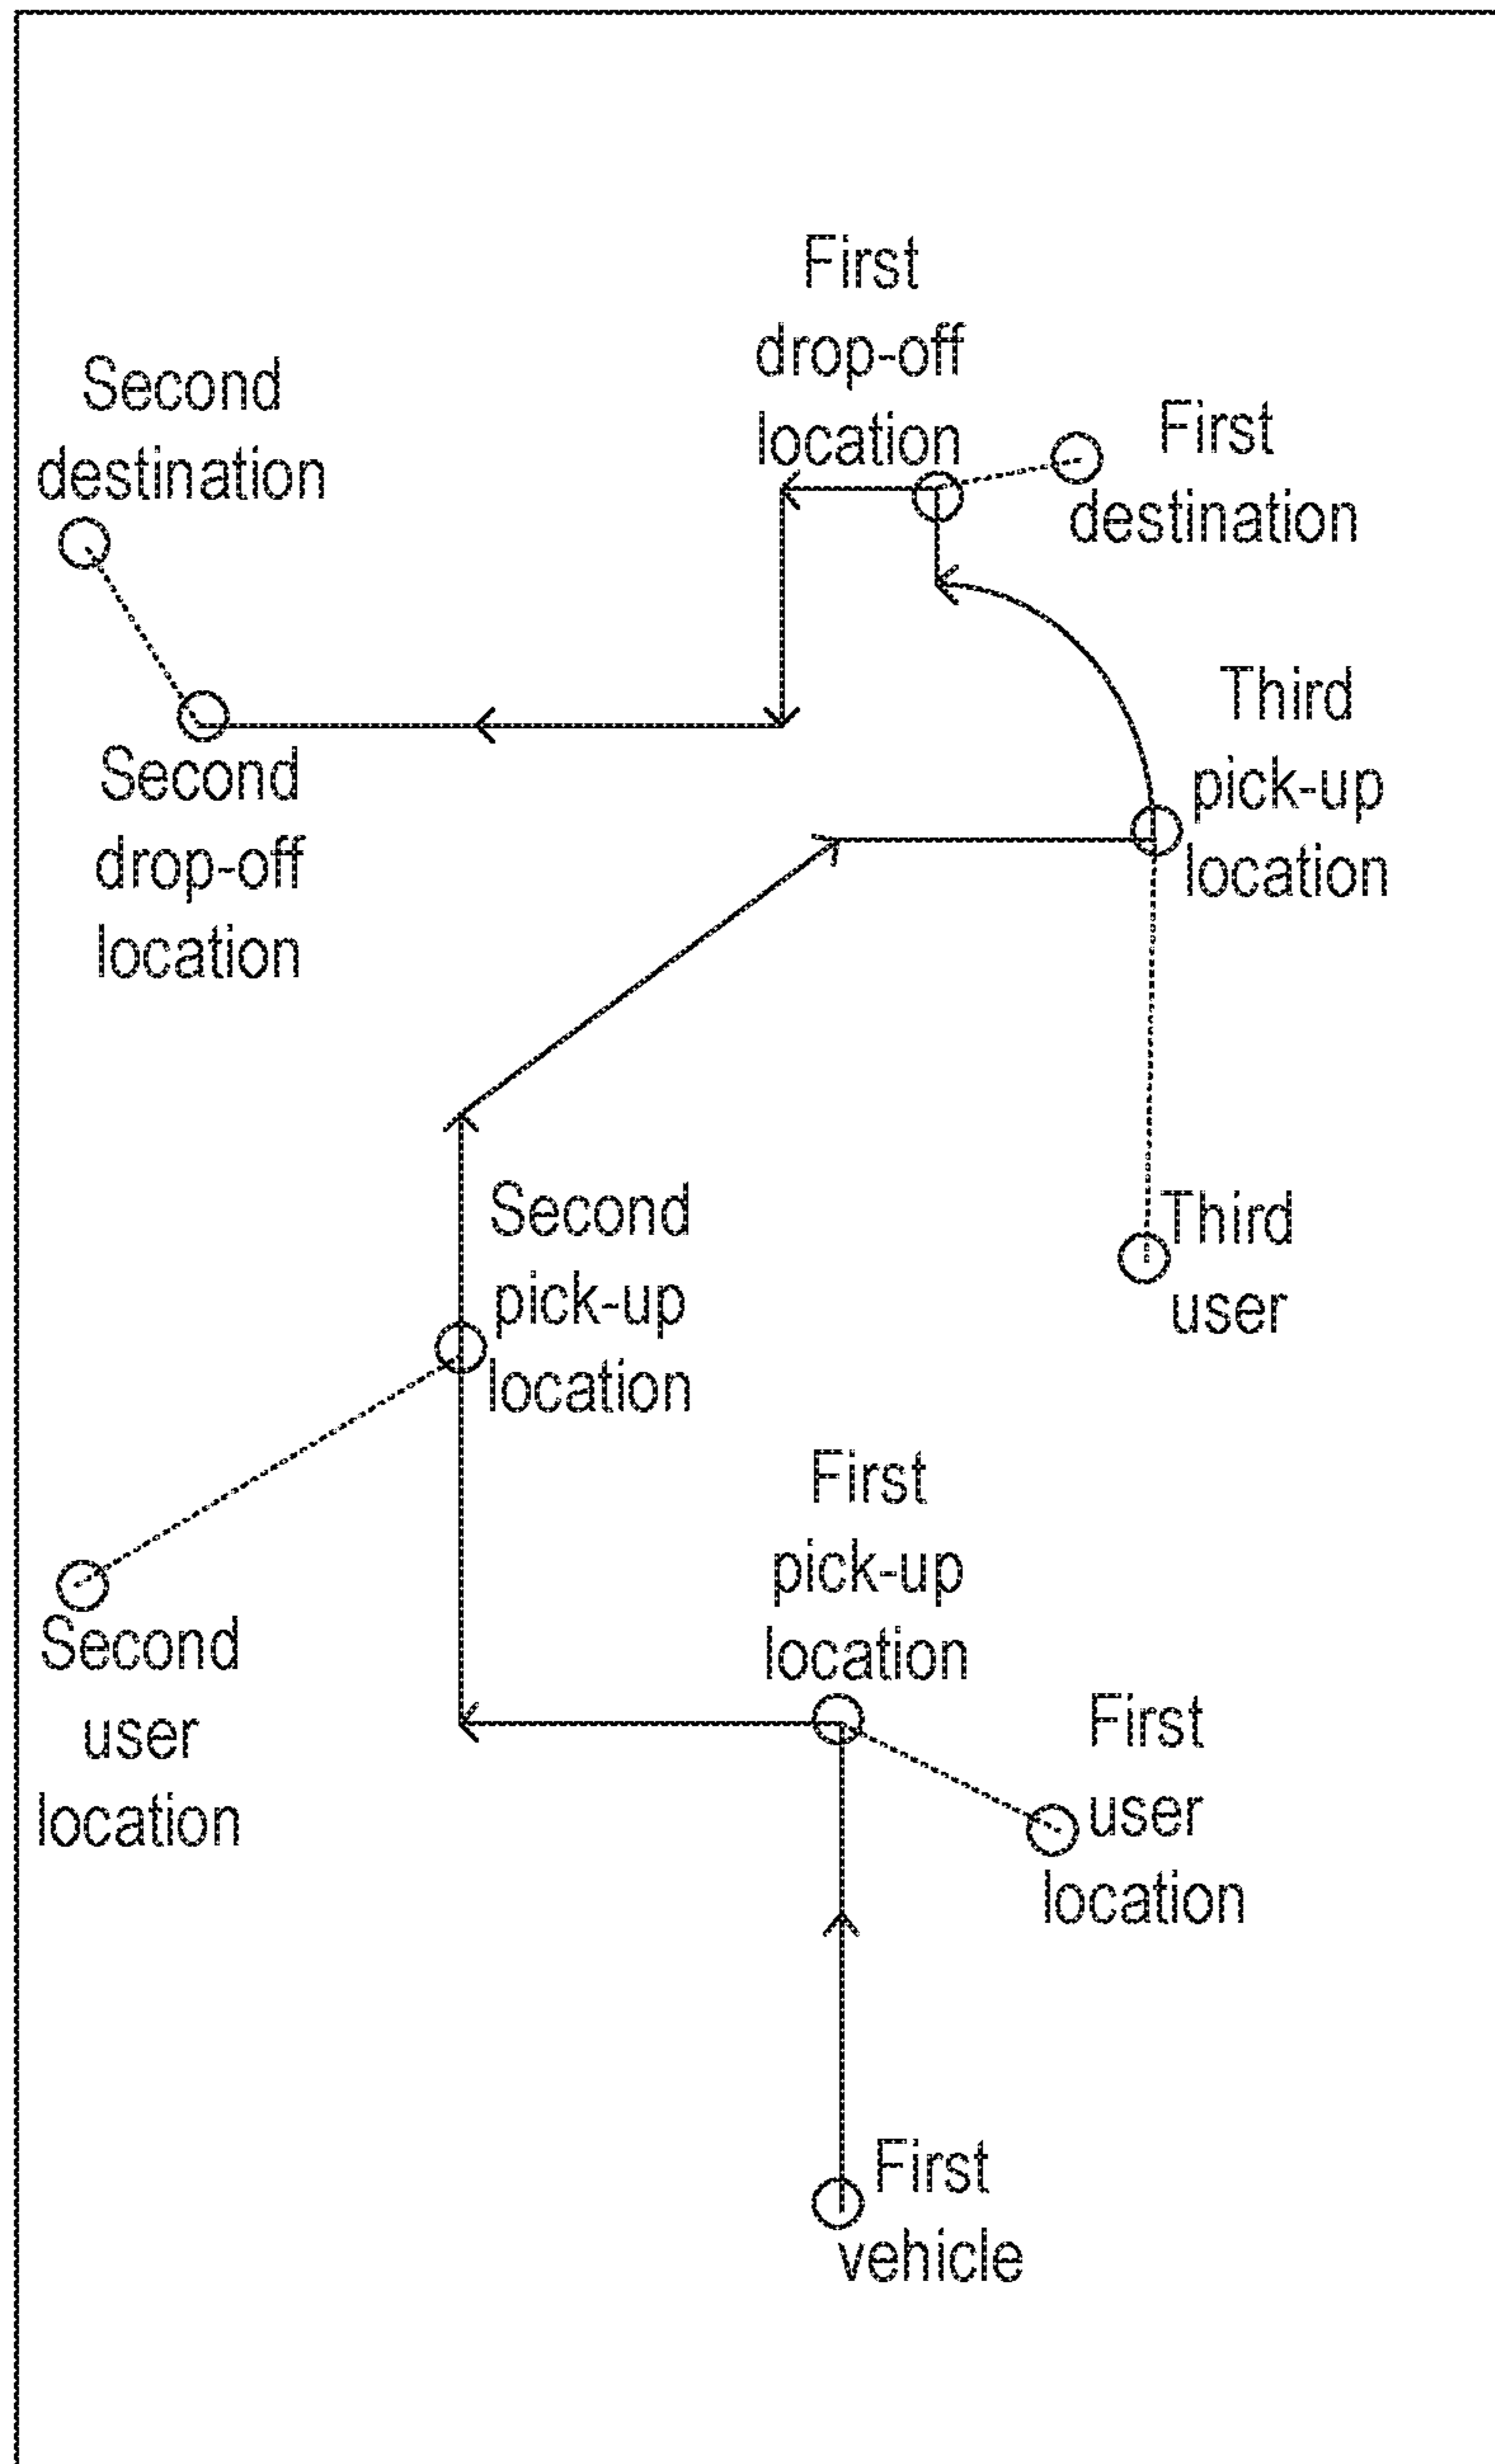 First
drop-off
location
Second
destination
First
destination
Third
pick-up
location
Second
drop-off
location
Second
pick-up
location
Third
user
First
pick-up
location
Second
user
location
First
user
location
First
vehicle